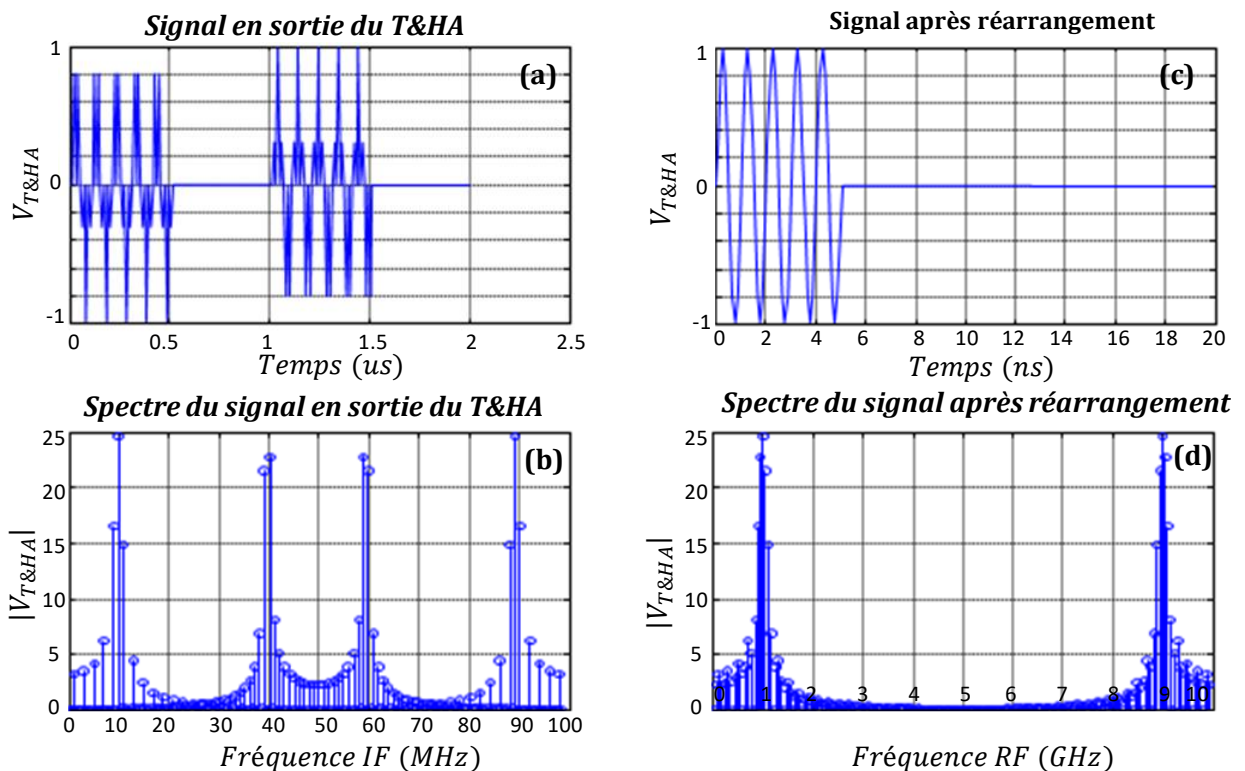 Signal en sortie du T&HA
1
(a)
0
-1
V_{T&HA}
0 0.5 1 1.5 2 2.5
Temps (us)
Signal après réarrangement
1
(c)
0
-1
V_{T&HA}
0 2 4 6 8 10 12 14 16 18 20
Temps (ns)
Spectre du signal en sortie du T&HA
25
(b)
20
15
10
5
0
|V_{T&HA}|
0 10 20 30 40 50 60 70 80 90 100
Fréquence IF (MHz)
Spectre du signal après réarrangement
25
(d)
20
15
10
5
0
|V_{T&HA}|
0 1 2 3 4 5 6 7 8 9 10
Fréquence RF (GHz)